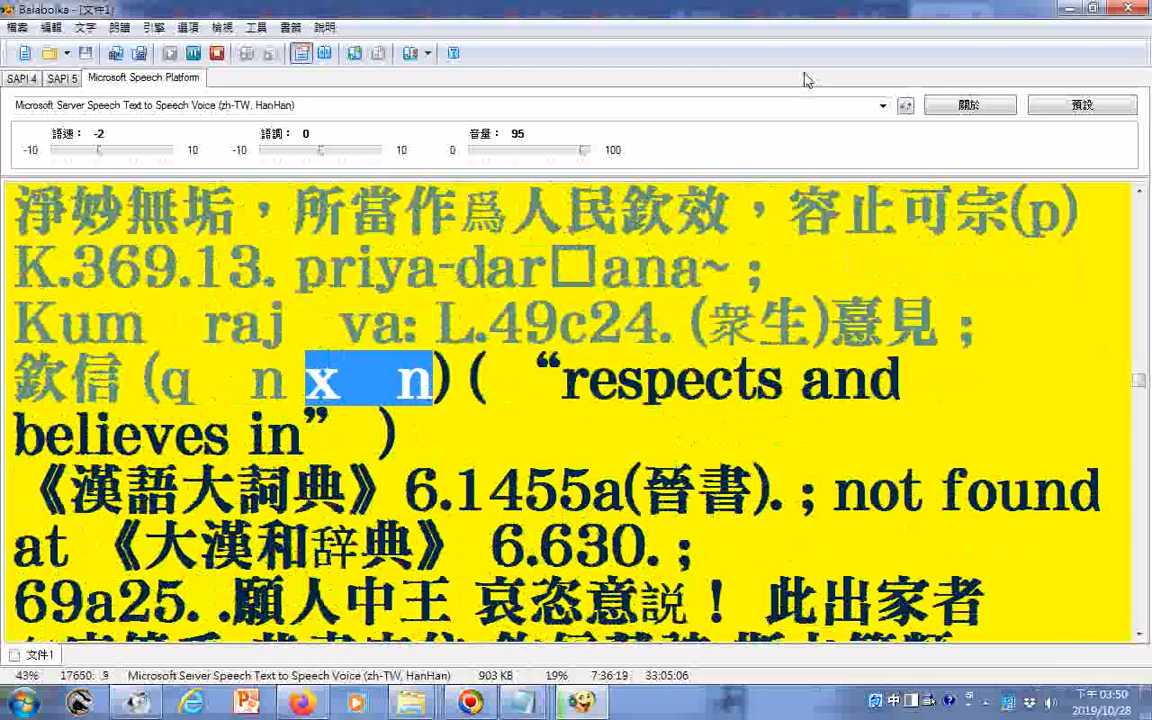 Balabolka - [文件1]
檔案 編輯 文字 朗讀 引擎 選項 檢視 工具 書籤 說明
SAPI 4 SAPI 5 Microsoft Speech Platform
Microsoft Server Speech Text to Speech Voice (zh-TW, HanHan) 關於 預設
語速： -2 語調： 0 音量： 95
-10 10 -10 10 0 100
淨妙無垢，所當作爲人民欽效，容止可宗(p)
K.369.13. priya-dar□ana~ ;
Kum raj va: L.49c24. (衆生)憙見 ;
欽信 (q n x n) ( “respects and
believes in” )
《漢語大詞典》6.1455a(晉書). ; not found
at 《大漢和辞典》 6.630. ;
69a25. .願人中王 哀恣意説！ 此出家者
文件1
43% 17650: .9 Microsoft Server Speech Text to Speech Voice (zh-TW, HanHan) 903 KB 19% 7:36:19 33:05:06
中 下午 03:50
2019/10/28